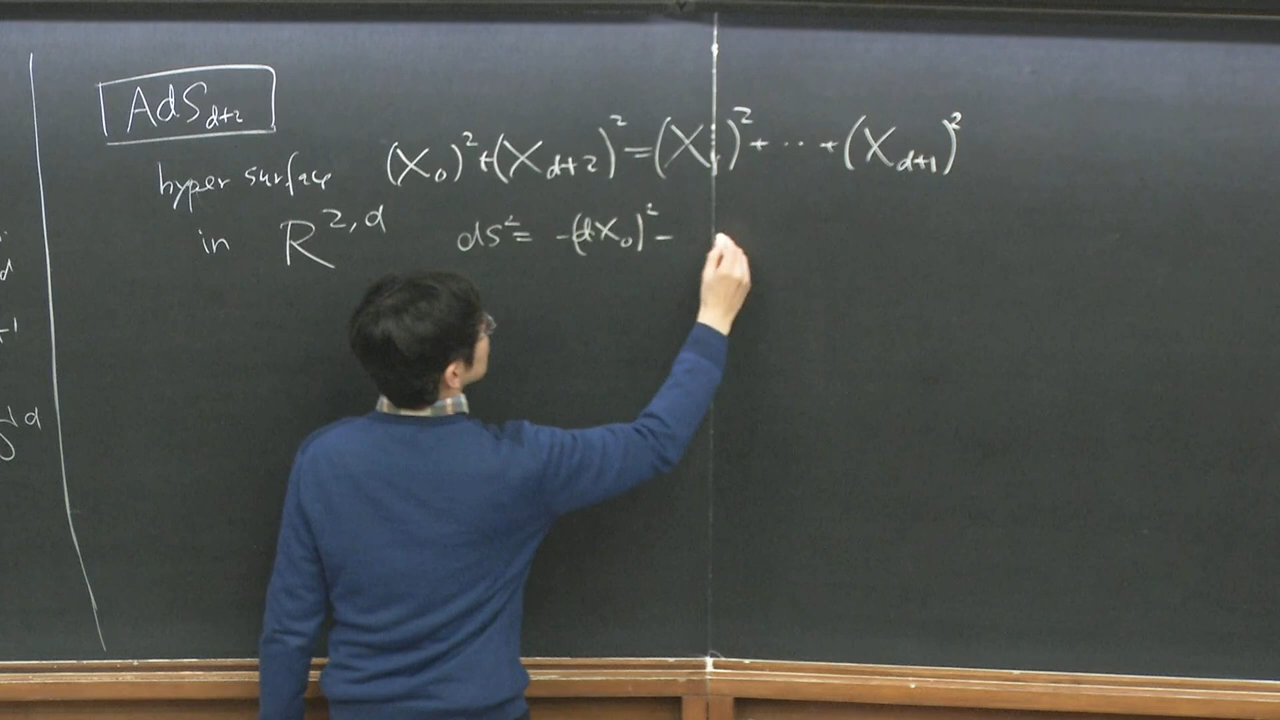 AdS_{d+2}
hyper surface (X_0)^2+(X_{d+2})^2=(X_1)^2+⋯+(X_{d+1})^2
in R^{2,d} ds^2= -(dX_0)^2-
d
-1
d